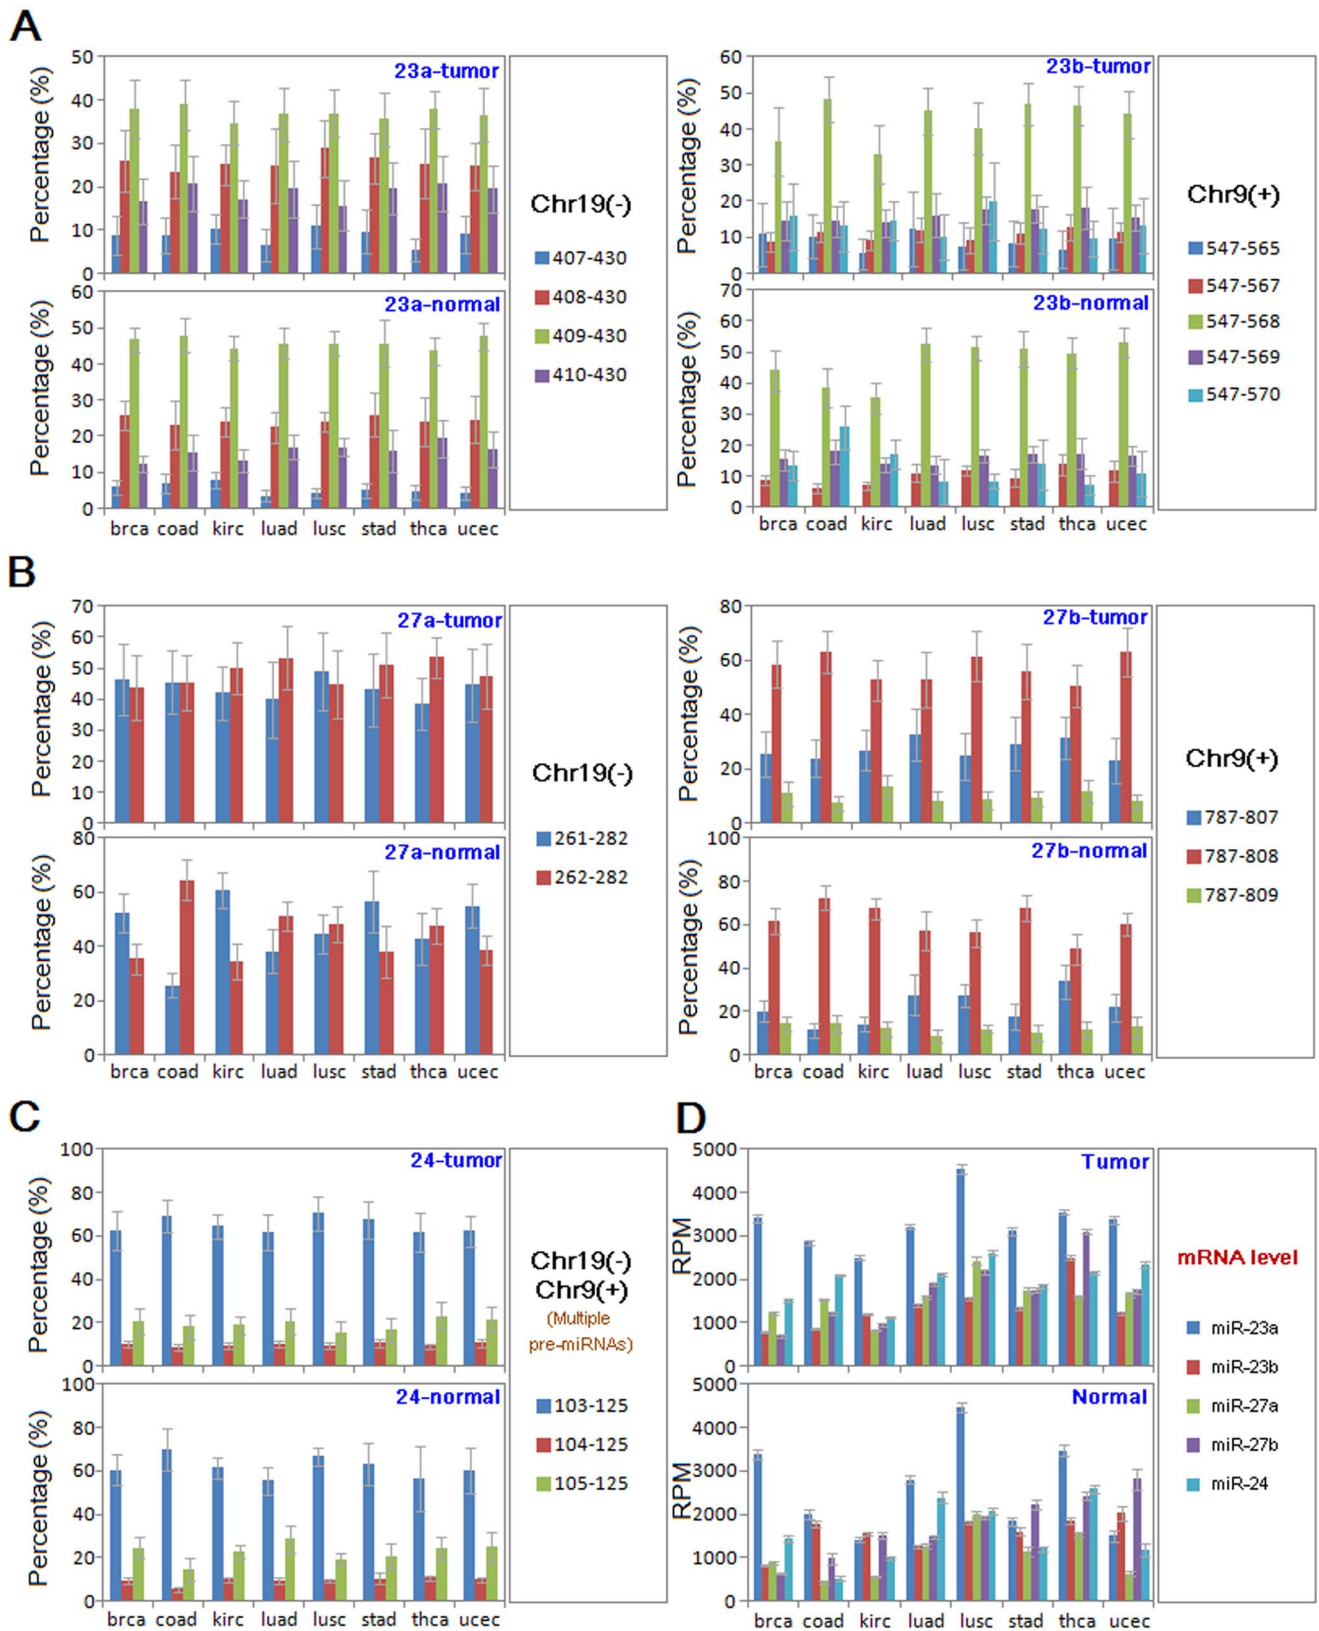 A
50
40
30
20
10
0
Percentage (%)
23a-tumor
60
50
40
30
20
10
0
Percentage (%)
23a-normal
brca coad kirc luad lusc stad thca ucec
Chr19(-)
407-430
408-430
409-430
410-430
60
50
40
30
20
10
0
Percentage (%)
23b-tumor
70
60
50
40
30
20
10
0
Percentage (%)
23b-normal
brca coad kirc luad lusc stad thca ucec
Chr9(+)
547-565
547-567
547-568
547-569
547-570
B
70
60
50
40
30
20
10
0
Percentage (%)
27a-tumor
80
60
40
20
0
Percentage (%)
27a-normal
brca coad kirc luad lusc stad thca ucec
Chr19(-)
261-282
262-282
80
60
40
20
0
Percentage (%)
27b-tumor
100
80
60
40
20
0
Percentage (%)
27b-normal
brca coad kirc luad lusc stad thca ucec
Chr9(+)
787-807
787-808
787-809
C
100
80
60
40
20
0
Percentage (%)
24-tumor
100
80
60
40
20
0
Percentage (%)
24-normal
brca coad kirc luad lusc stad thca ucec
Chr19(-)
Chr9(+)
(Multiple
pre-miRNAs)
103-125
104-125
105-125
D
5000
4000
3000
2000
1000
0
RPM
Tumor
5000
4000
3000
2000
1000
0
RPM
Normal
brca coad kirc luad lusc stad thca ucec
mRNA level
miR-23a
miR-23b
miR-27a
miR-27b
miR-24